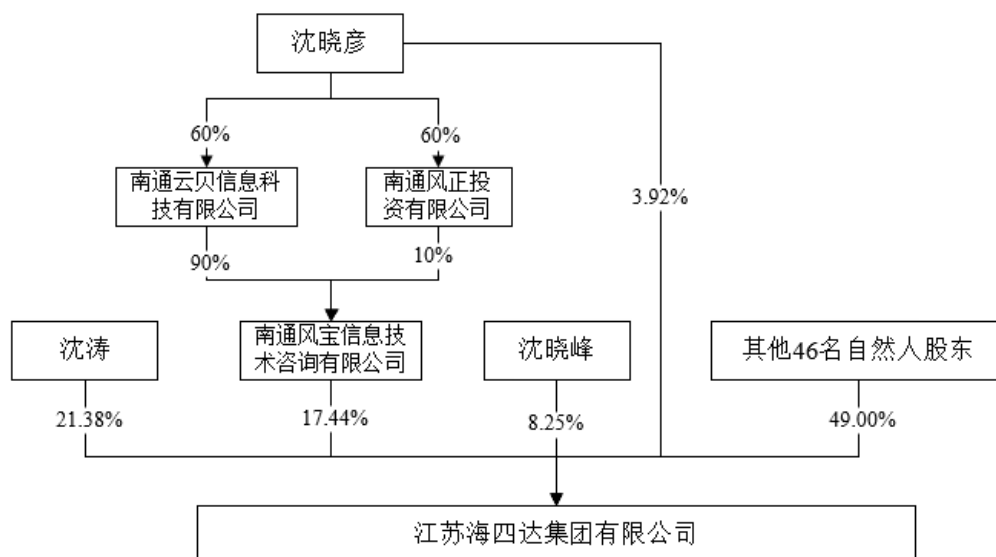 沈晓彦
60%
60%
南通云贝信息科
技有限公司
南通风正投
资有限公司
3.92%
90%
10%
沈涛
南通风宝信息技
术咨询有限公司
沈晓峰
其他46名自然人股东
21.38%
17.44%
8.25%
49.00%
江苏海四达集团有限公司